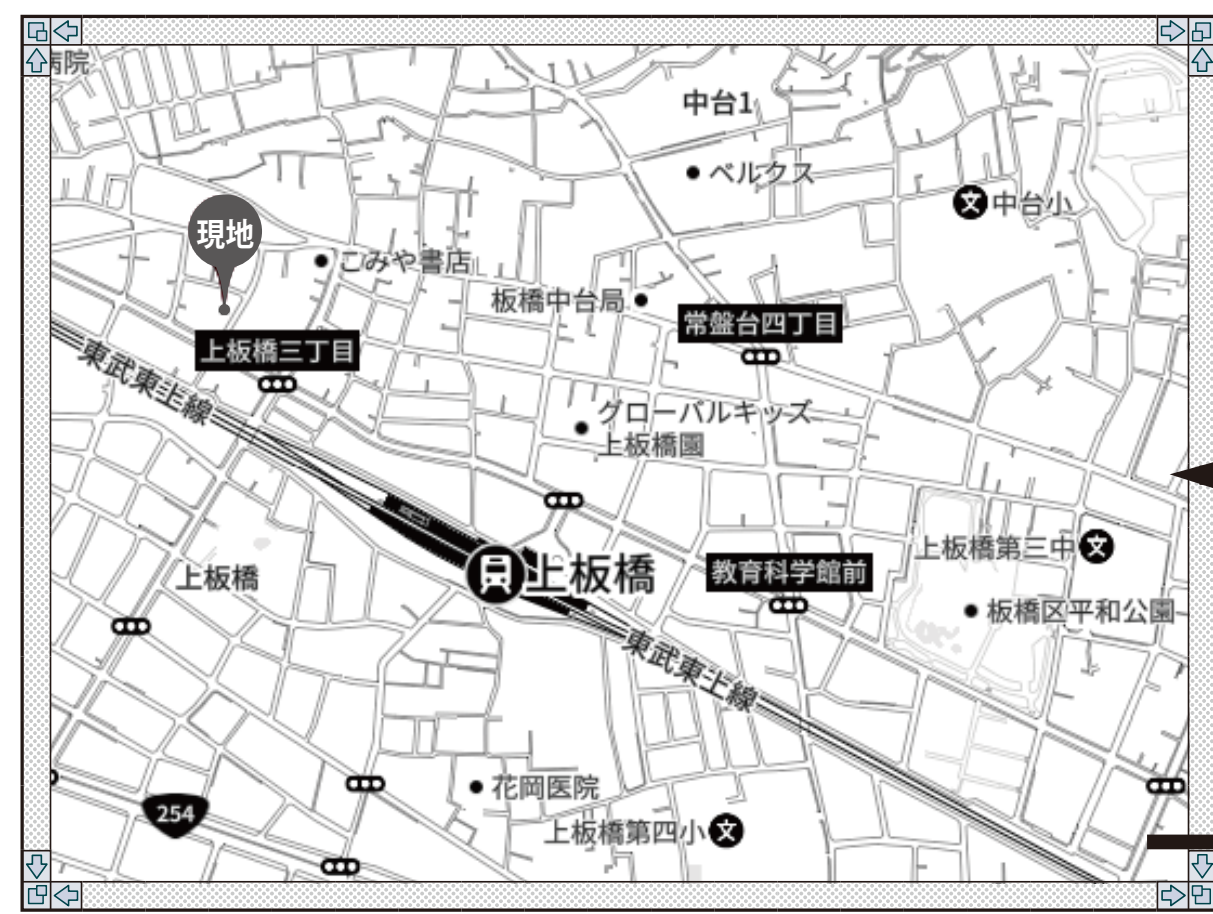 病院
中台1
ベルクス
中台小
現地
こみや書店
板橋中台局
常盤台四丁目
上板橋三丁目
東武東上線
グローバルキッズ
上板橋園
上板橋第三中
上板橋
上板橋
教育科学館前
板橋区平和公園
東武東上線
花岡医院
254
上板橋第四小